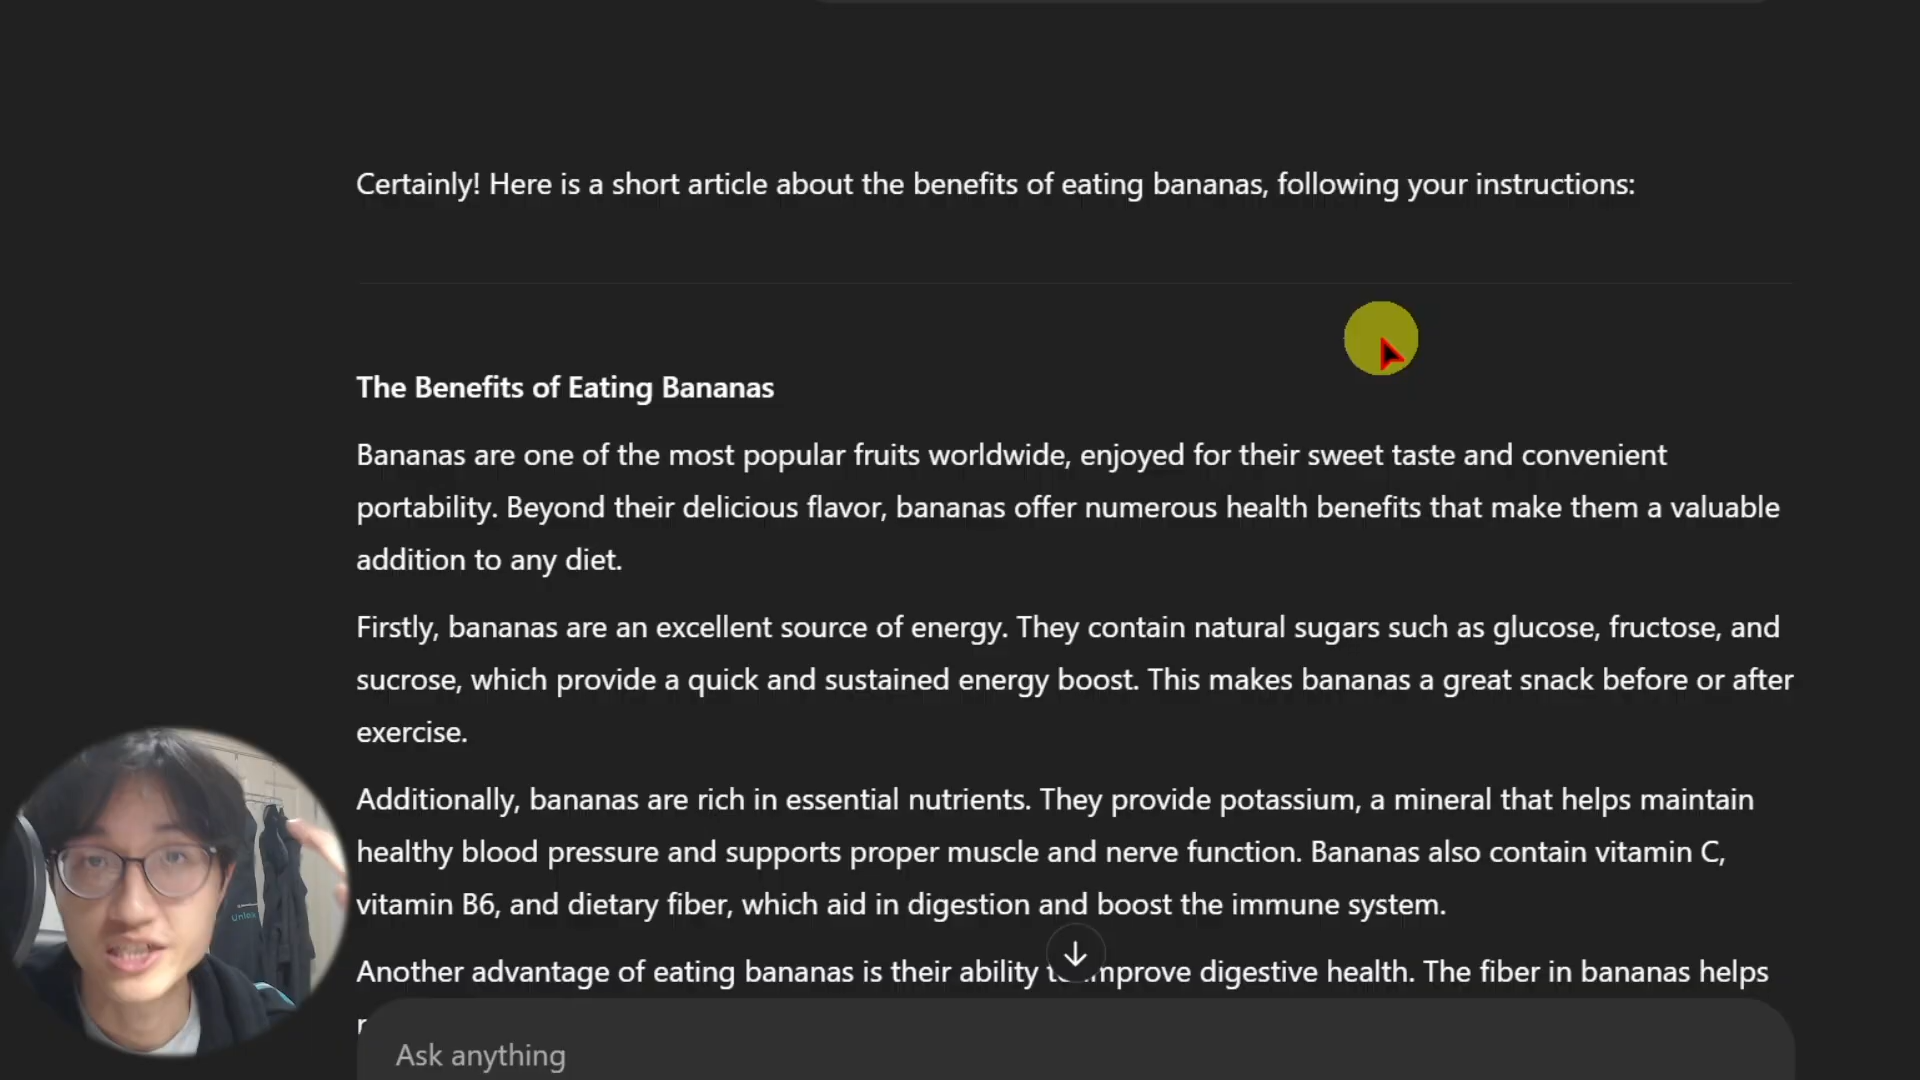 Certainly! Here is a short article about the benefits of eating bananas, following your instructions:
The Benefits of Eating Bananas
Bananas are one of the most popular fruits worldwide, enjoyed for their sweet taste and convenient
portability. Beyond their delicious flavor, bananas offer numerous health benefits that make them a valuable
addition to any diet.
Firstly, bananas are an excellent source of energy. They contain natural sugars such as glucose, fructose, and
sucrose, which provide a quick and sustained energy boost. This makes bananas a great snack before or after
exercise.
Additionally, bananas are rich in essential nutrients. They provide potassium, a mineral that helps maintain
healthy blood pressure and supports proper muscle and nerve function. Bananas also contain vitamin C,
vitamin B6, and dietary fiber, which aid in digestion and boost the immune system.
Another advantage of eating bananas is their ability improve digestive health. The fiber in bananas helps
Ask anything